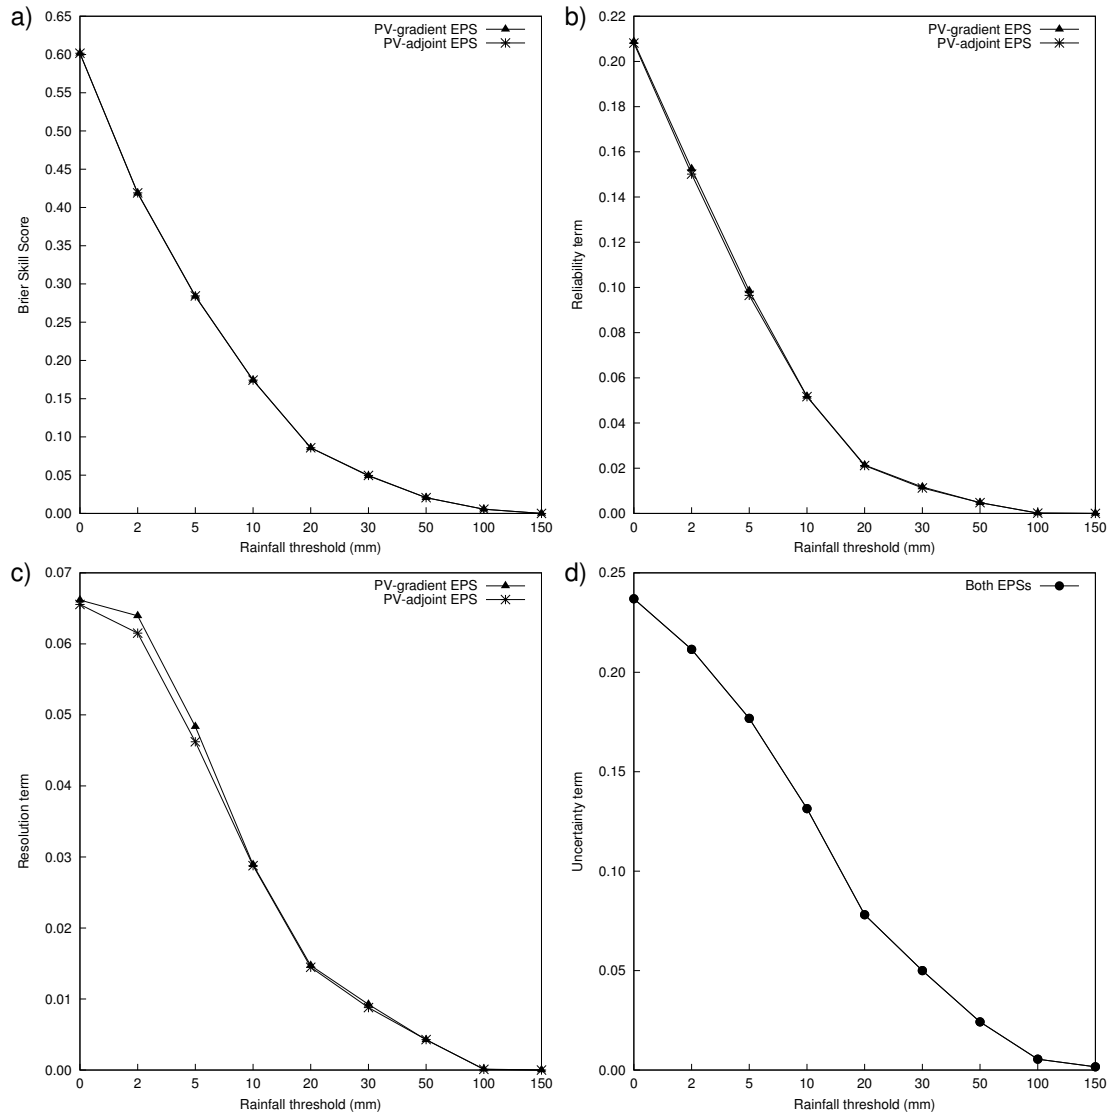 a)
PV-gradient EPS
PV-adjoint EPS
Brier Skill Score
0.65
0.60
0.55
0.50
0.45
0.40
0.35
0.30
0.25
0.20
0.15
0.10
0.05
0.00
0 2 5 10 20 30 50 100 150
Rainfall threshold (mm)
b)
PV-gradient EPS
PV-adjoint EPS
Reliability term
0.22
0.20
0.18
0.16
0.14
0.12
0.10
0.08
0.06
0.04
0.02
0.00
0 2 5 10 20 30 50 100 150
Rainfall threshold (mm)
c)
PV-gradient EPS
PV-adjoint EPS
Resolution term
0.07
0.06
0.05
0.04
0.03
0.02
0.01
0.00
0 2 5 10 20 30 50 100 150
Rainfall threshold (mm)
d)
Both EPSs
Uncertainty term
0.25
0.20
0.15
0.10
0.05
0.00
0 2 5 10 20 30 50 100 150
Rainfall threshold (mm)